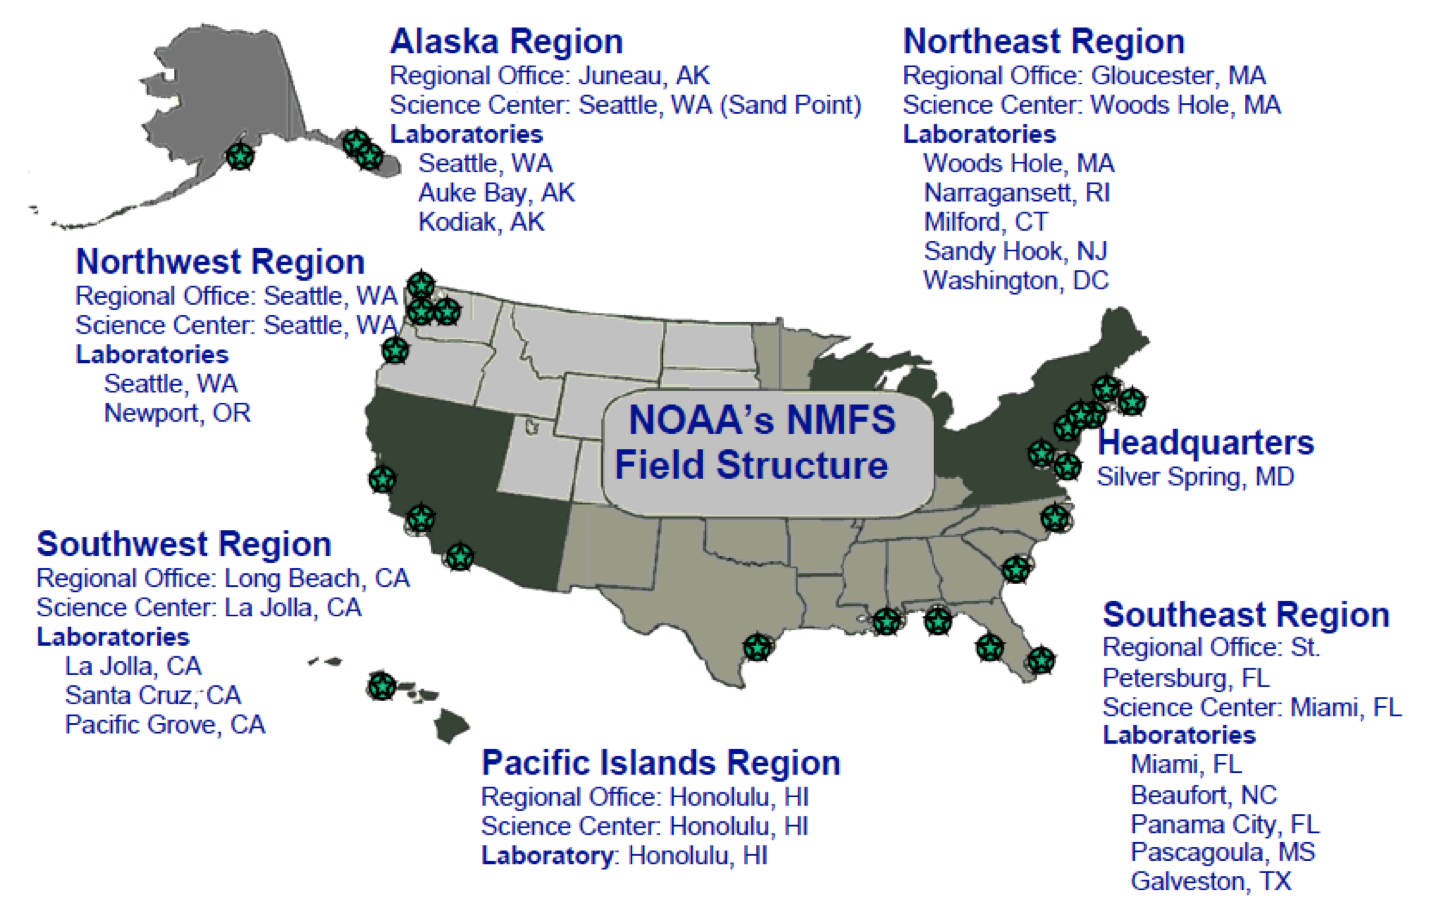 Alaska Region
Regional Office: Juneau, AK
Science Center: Seattle, WA (Sand Point)
Laboratories
Seattle, WA
Auke Bay, AK
Kodiak, AK
Northeast Region
Regional Office: Gloucester, MA
Science Center: Woods Hole, MA
Laboratories
Woods Hole, MA
Narragansett, RI
Milford, CT
Sandy Hook, NJ
Washington, DC
Northwest Region
Regional Office: Seattle, WA
Science Center: Seattle, WA
Laboratories
Seattle, WA
Newport, OR
NOAA's NMFS
Field Structure
Headquarters
Silver Spring, MD
Southwest Region
Regional Office: Long Beach, CA
Science Center: La Jolla, CA
Laboratories
La Jolla, CA
Santa Cruz, CA
Pacific Grove, CA
Southeast Region
Regional Office: St.
Petersburg, FL
Science Center: Miami, FL
Laboratories
Miami, FL
Beaufort, NC
Panama City, FL
Pascagoula, MS
Galveston, TX
Pacific Islands Region
Regional Office: Honolulu, HI
Science Center: Honolulu, HI
Laboratory: Honolulu, HI